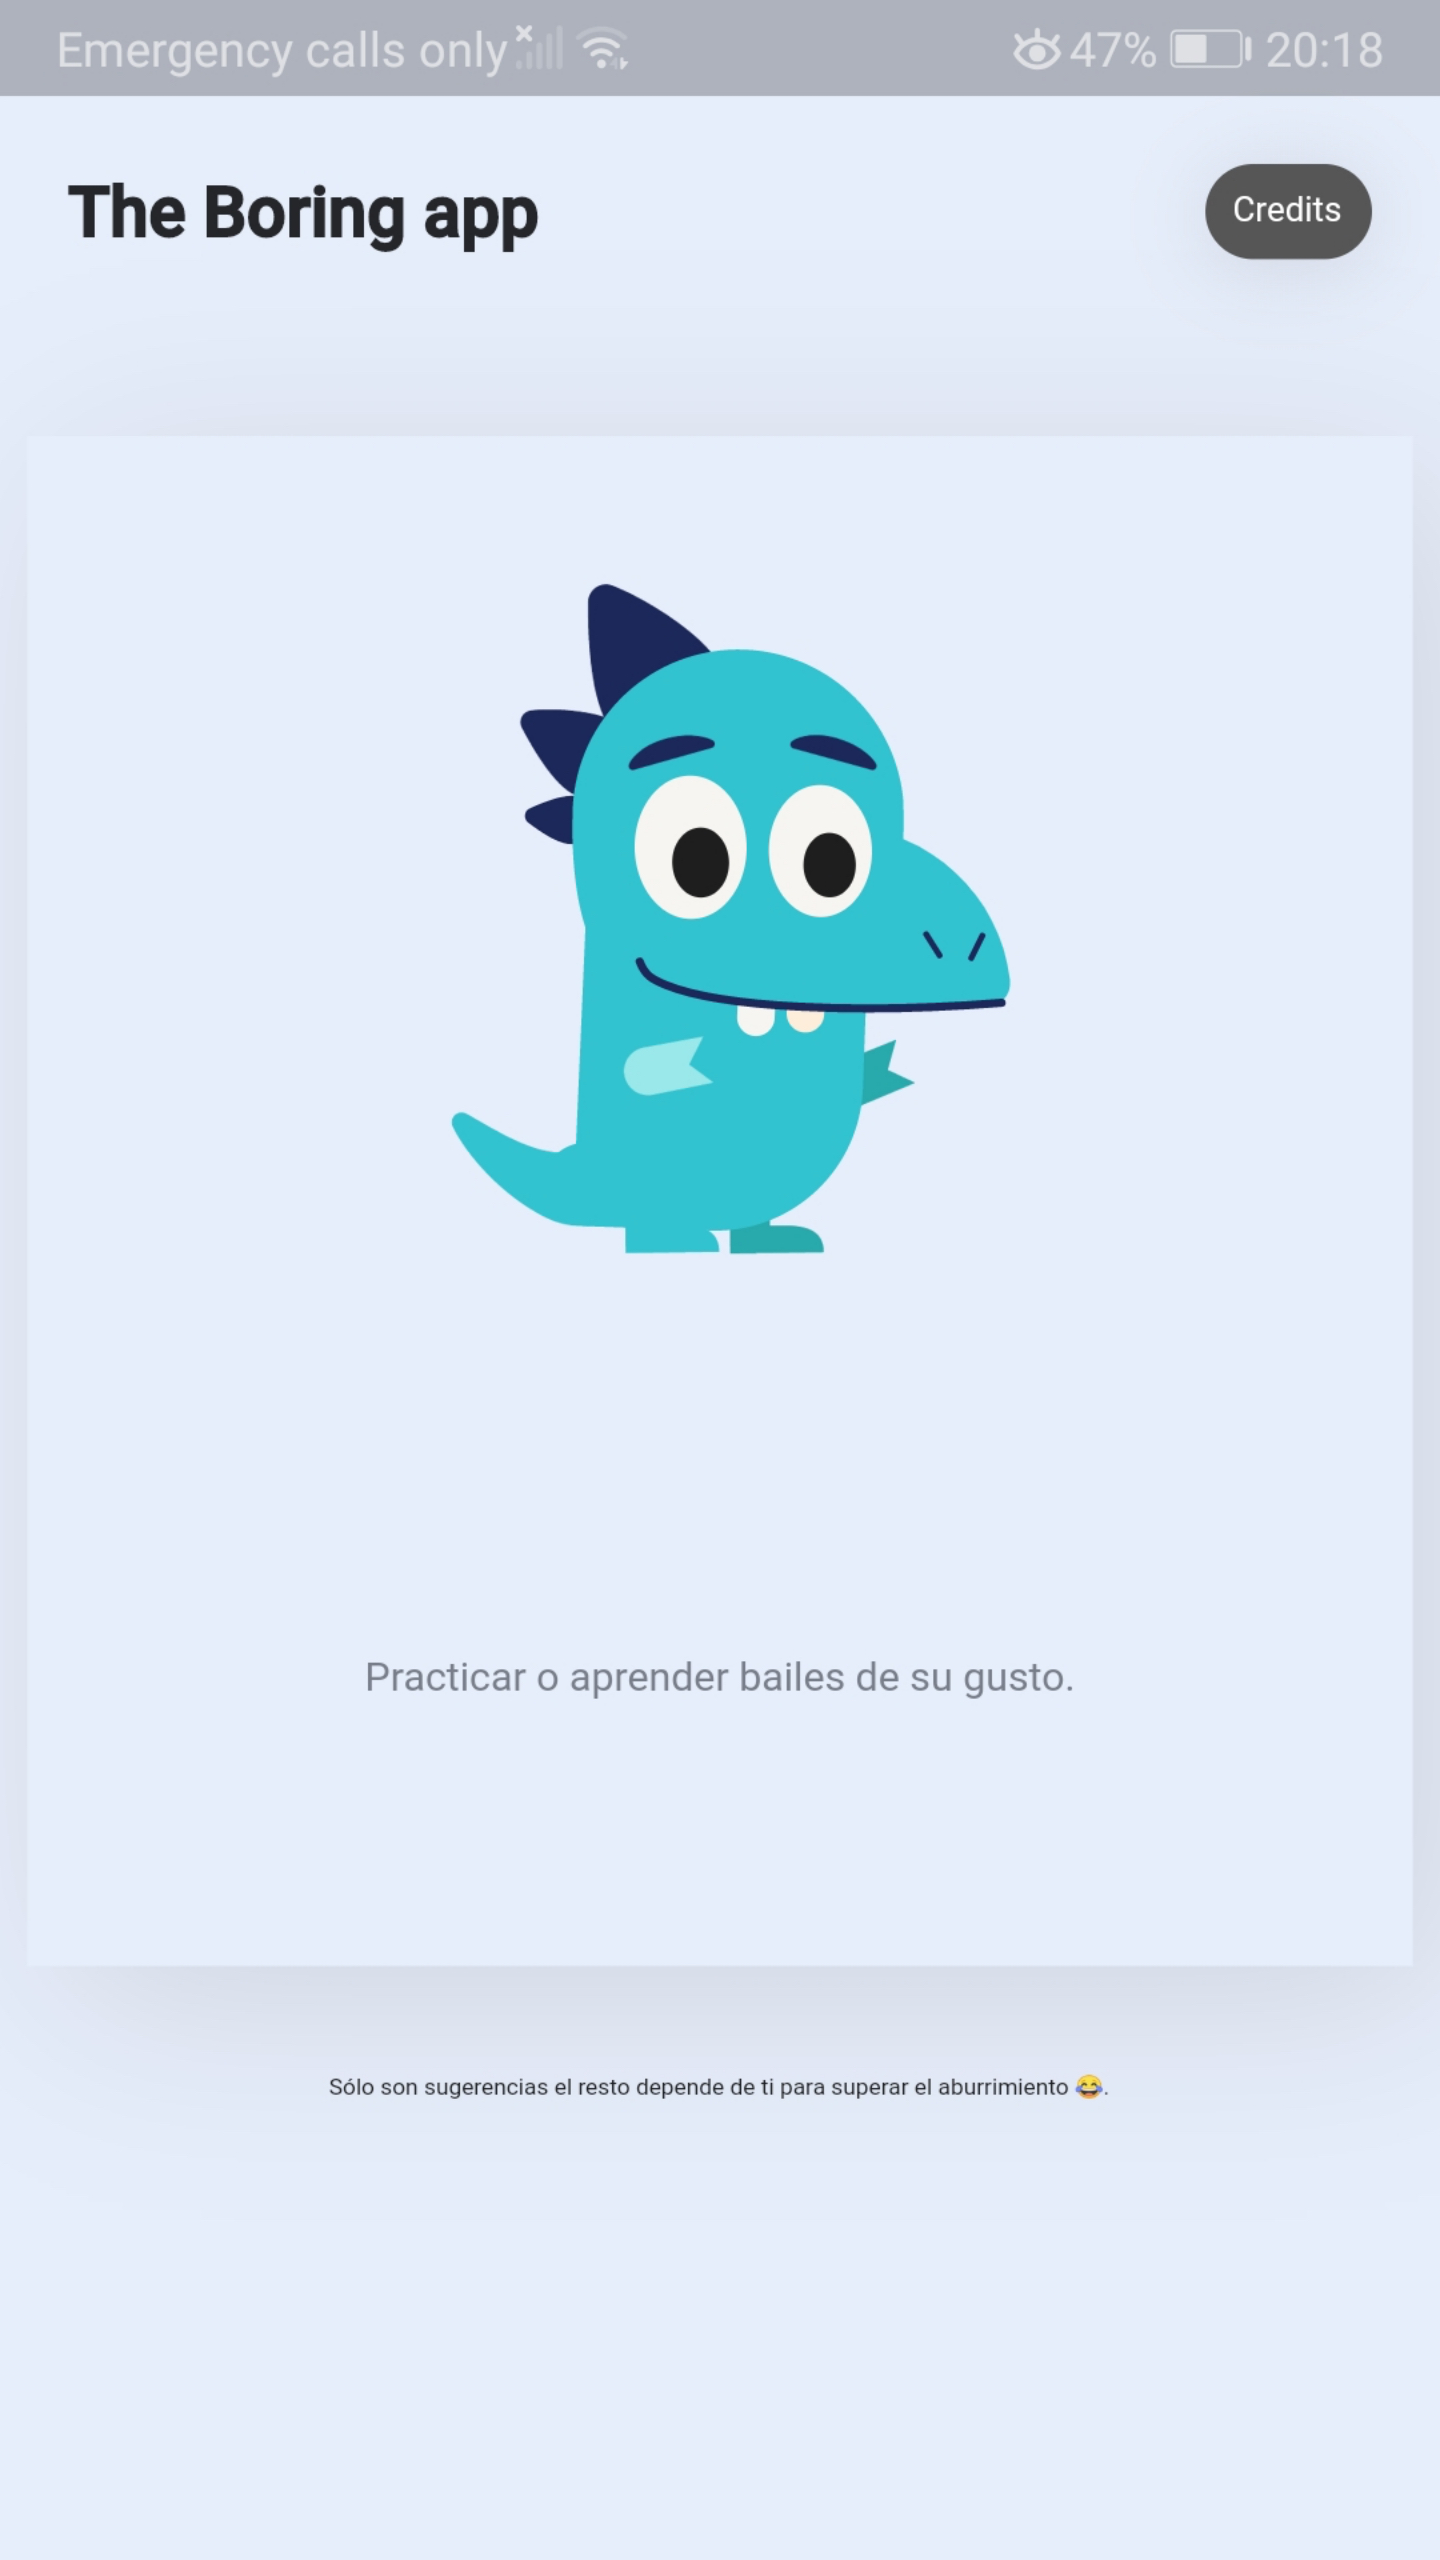 Emergency calls only 47% 20:18
The Boring app
Credits
Practicar o aprender bailes de su gusto.
Sólo son sugerencias el resto depende de ti para superar el aburrimiento 😂.